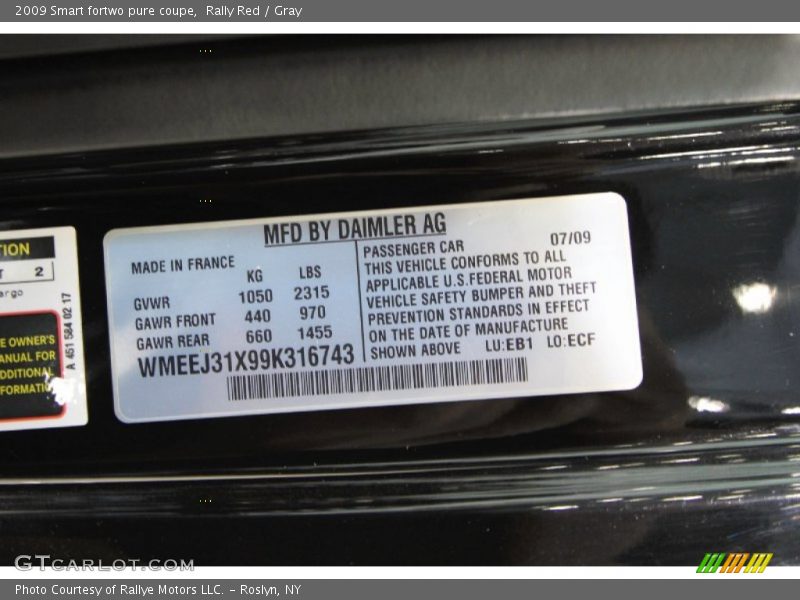 2009 Smart fortwo pure coupe, Rally Red / Gray
TION
T 2
argo
E OWNER'S
ANUAL FOR
DDITIONAL
FORMATI
A 451 584 02 17
MFD BY DAIMLER AG
MADE IN FRANCE
KG LBS
GVWR 1050 2315
GAWR FRONT 440 970
GAWR REAR 660 1455
WMEEJ31X99K316743
PASSENGER CAR 07/09
THIS VEHICLE CONFORMS TO ALL
APPLICABLE U.S.FEDERAL MOTOR
VEHICLE SAFETY BUMPER AND THEFT
PREVENTION STANDARDS IN EFFECT
ON THE DATE OF MANUFACTURE
SHOWN ABOVE LU:EB1 LO:ECF
GTCARLOT.COM
Photo Courtesy of Rallye Motors LLC. - Roslyn, NY